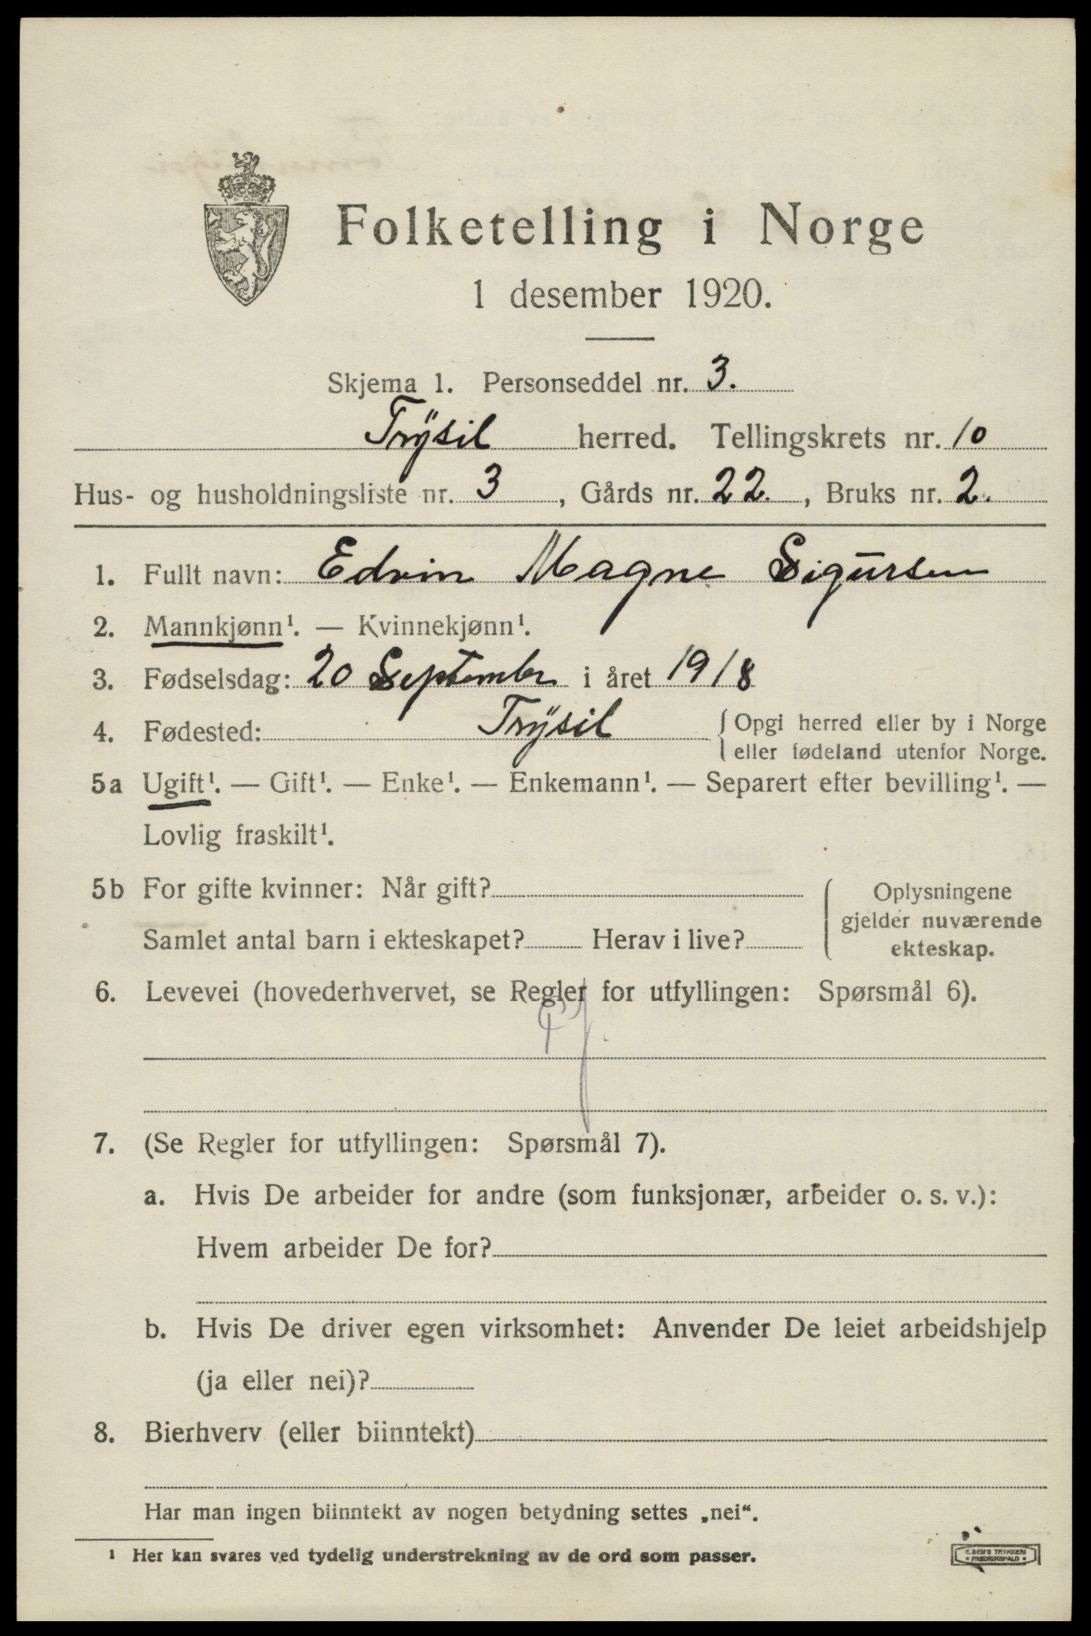 Folketelling i Norge
1 desember 1920.
Skjema 1. Personseddel nr. 3.
Trÿsil herred. Tellingskrets nr. 10
Hus- og husholdningsliste nr. 3, Gårds nr. 22., Bruks nr. 2.
1. Fullt navn: Edvin Magne Sigursen
2. Mannkjønn¹. — Kvinnekjønn¹.
3. Fødselsdag: 20 September i året 1918
4. Fødested: Trÿsil { Opgi herred eller by i Norge
eller fødeland utenfor Norge.
5a Ugift¹. — Gift¹. — Enke¹. — Enkemann¹. — Separert efter bevilling¹. —
Lovlig fraskilt¹.
5b For gifte kvinner: Når gift?
Samlet antal barn i ekteskapet? Herav i live?
Oplysningene
gjelder nuværende
ekteskap.
6. Levevei (hovederhvervet, se Regler for utfyllingen: Spørsmål 6).
7. (Se Regler for utfyllingen: Spørsmål 7).
a. Hvis De arbeider for andre (som funksjonær, arbeider o. s. v.):
Hvem arbeider De for?
b. Hvis De driver egen virksomhet: Anvender De leiet arbeidshjelp
(ja eller nei)?
8. Bierhverv (eller biinntekt)
Har man ingen biinntekt av nogen betydning settes „nei“.
¹ Her kan svares ved tydelig understrekning av de ord som passer.